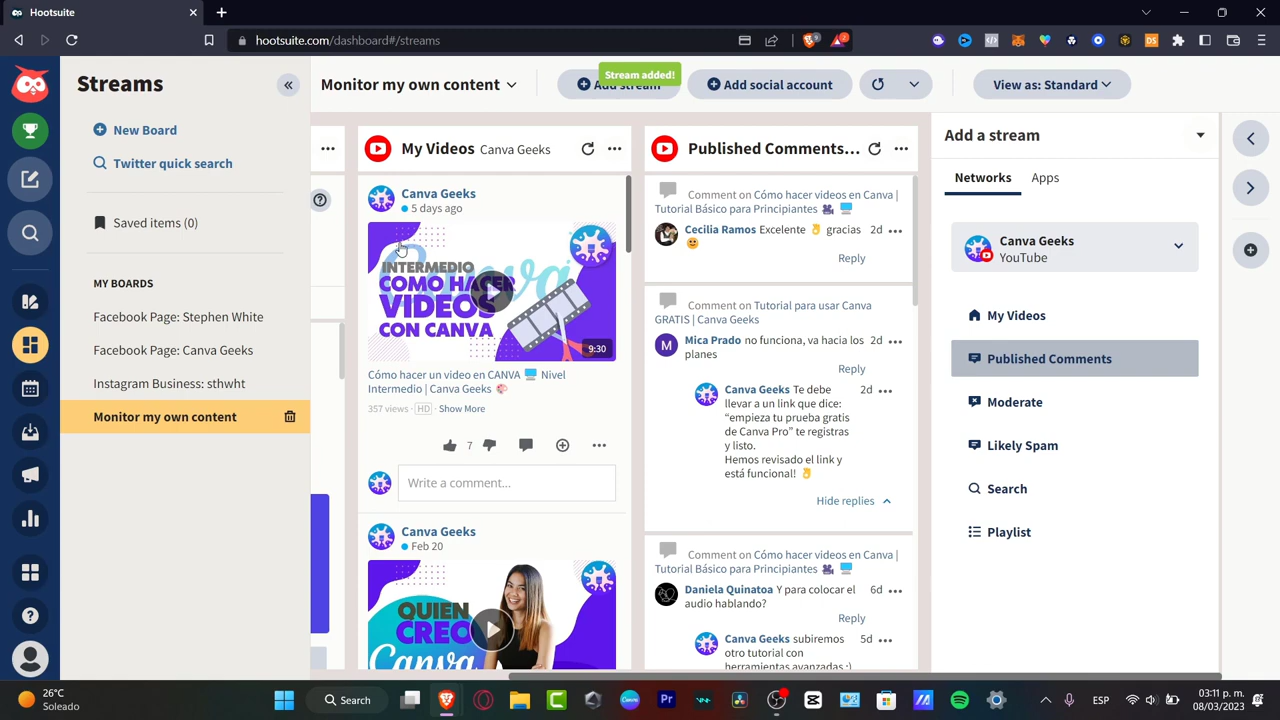 Hootsuite
hootsuite.com/dashboard#/streams
9
2
Streams
New Board
Twitter quick search
Saved items (0)
MY BOARDS
Facebook Page: Stephen White
Facebook Page: Canva Geeks
Instagram Business: sthwht
Monitor my own content
Monitor my own content
Add stream
Stream added!
Add social account
View as: Standard
My Videos Canva Geeks
Canva Geeks
5 days ago
INTERMEDIO
COMO HACER
VIDEOS
CON CANVA
9:30
Cómo hacer un video en CANVA 🖥️ Nivel
Intermedio | Canva Geeks 🧠
357 views · HD · Show More
7
Write a comment...
Canva Geeks
Feb 20
QUIEN
CREO
Canva
Published Comments...
Comment on Cómo hacer videos en Canva |
Tutorial Básico para Principiantes 🎥 🖥️
Cecilia Ramos Excelente 👌 gracias
🙂
2d
Reply
Comment on Tutorial para usar Canva
GRATIS | Canva Geeks
M
Mica Prado no funciona, va hacia los
planes
2d
Reply
Canva Geeks Te debe
llevar a un link que dice:
“empieza tu prueba gratis
de Canva Pro” te registras
y listo.
Hemos revisado el link y
está funcional! 👌
2d
Hide replies
Comment on Cómo hacer videos en Canva |
Tutorial Básico para Principiantes 🎥 🖥️
Daniela Quinatoa Y para colocar el
audio hablando?
6d
Reply
Canva Geeks subiremos
otro tutorial con
herramientas avanzadas :)
5d
Add a stream
Networks Apps
Canva Geeks
YouTube
My Videos
Published Comments
Moderate
Likely Spam
Search
Playlist
26°C
Soleado
Search
Pr
ESP
03:11 p. m.
08/03/2023